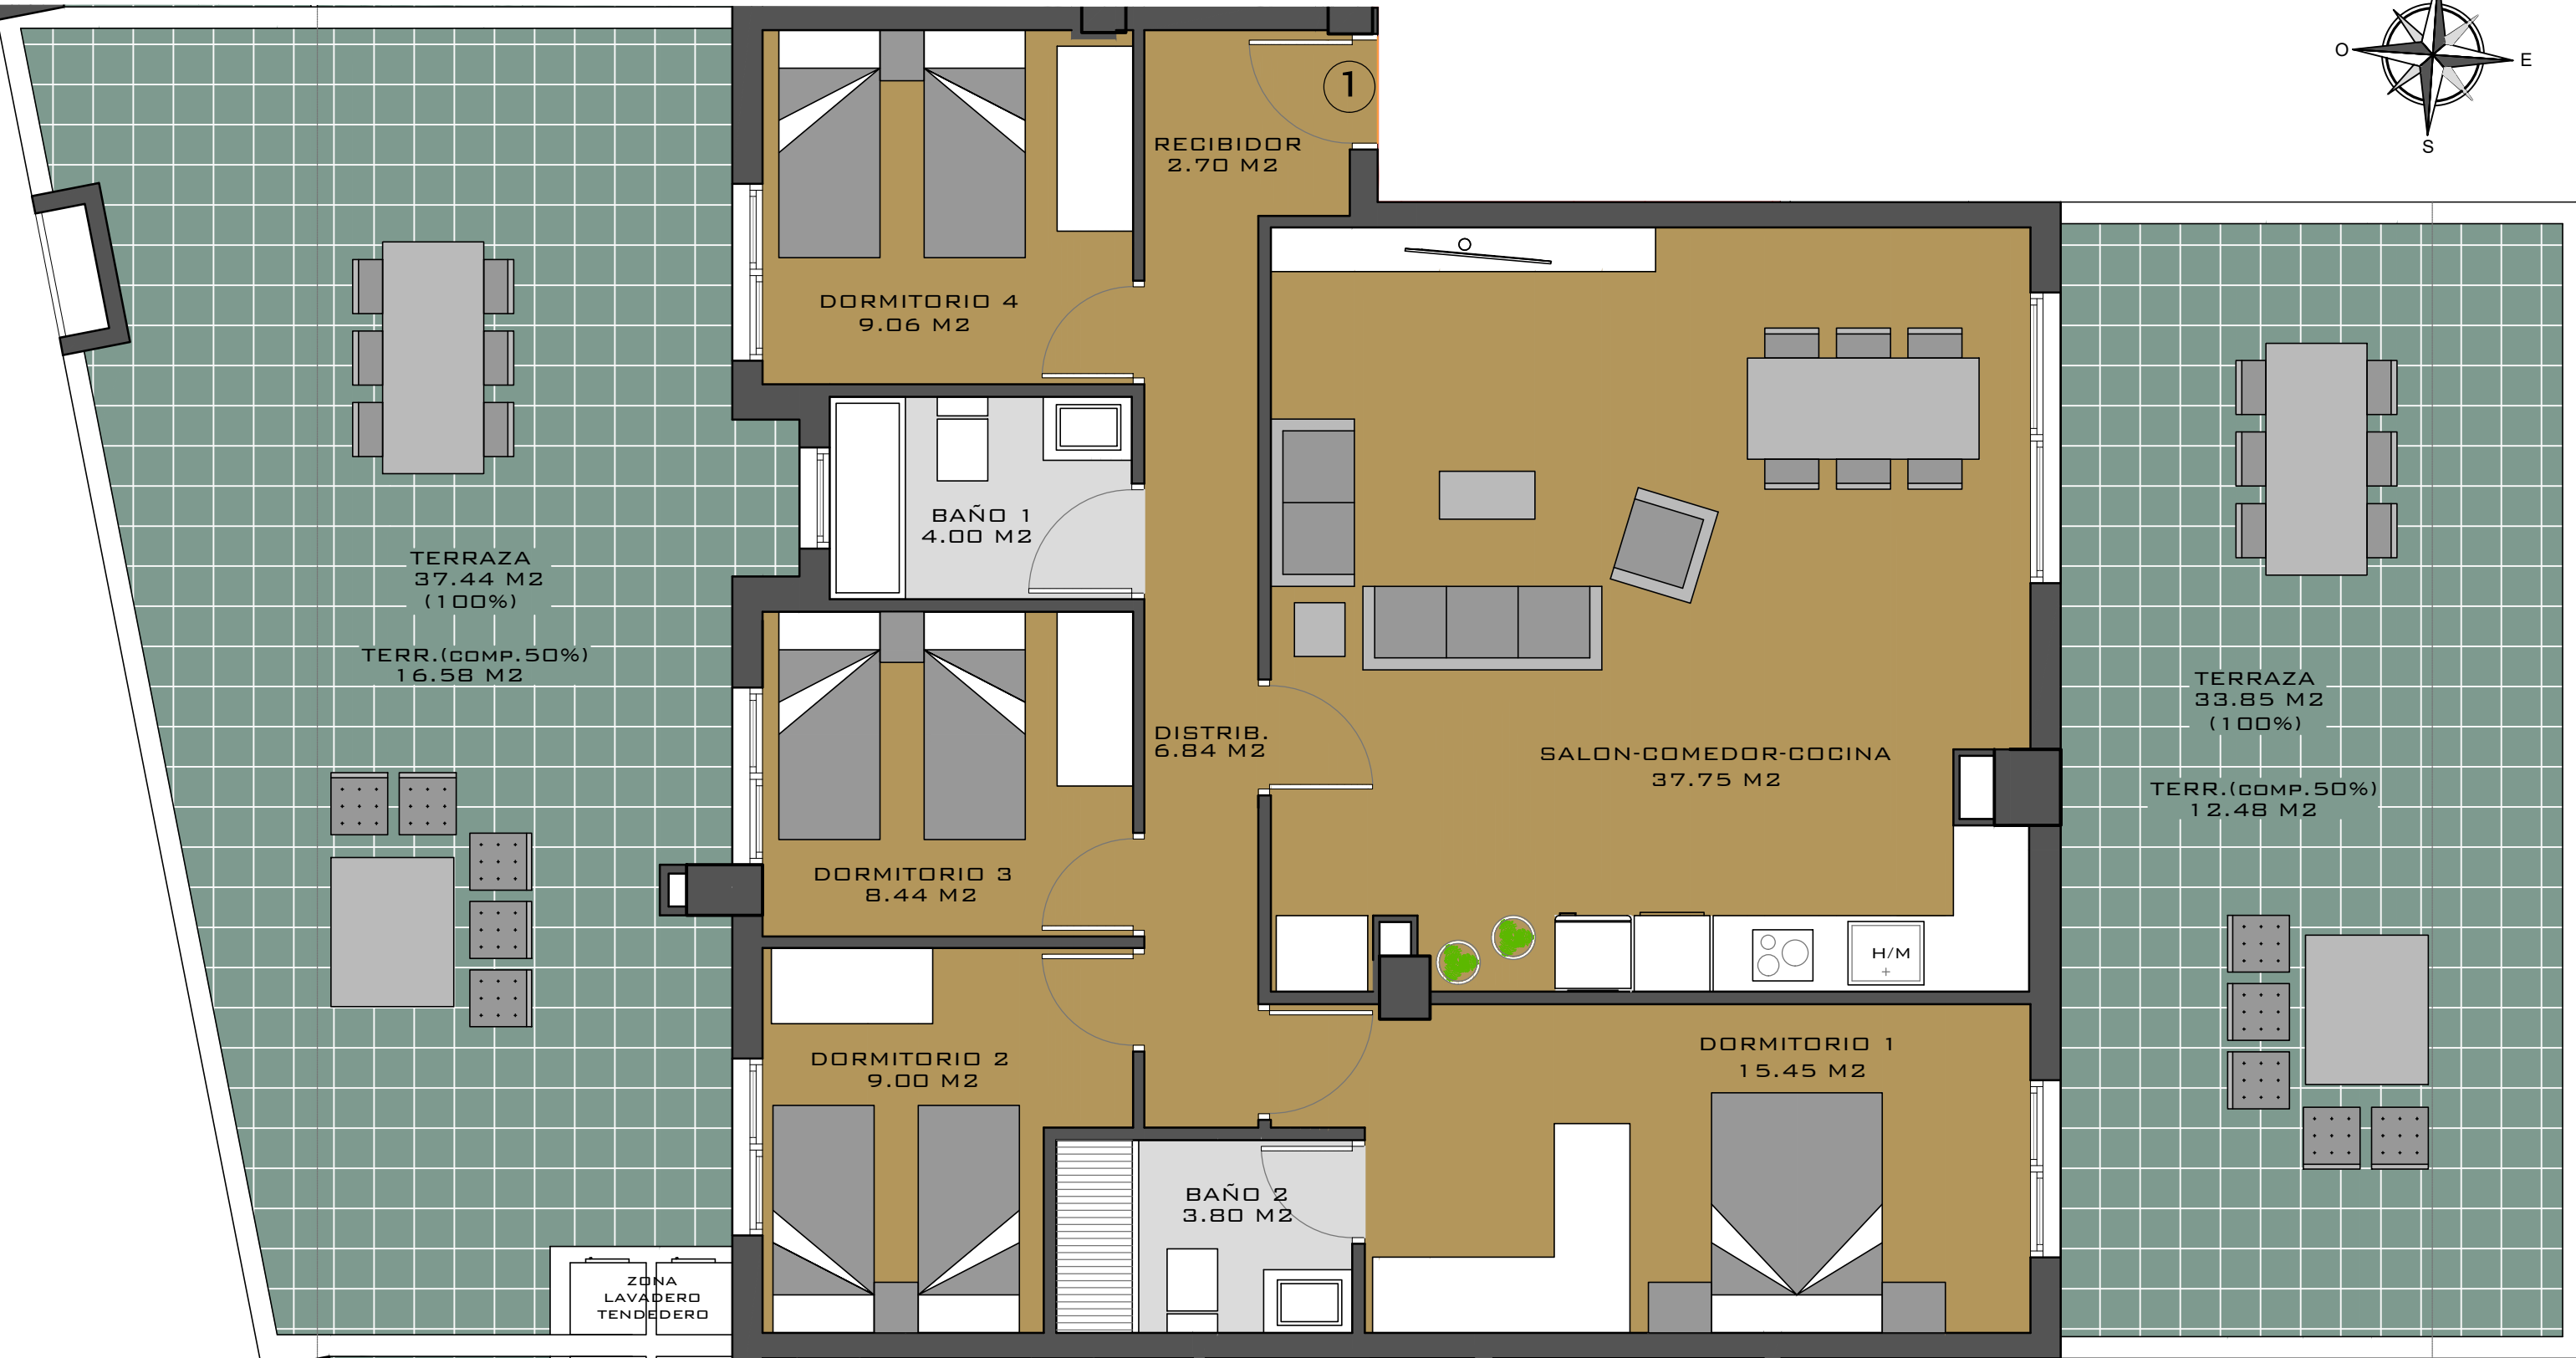 O
E
S
1
RECIBIDOR
2.70 M2
DORMITORIO 4
9.06 M2
BAÑO 1
4.00 M2
TERRAZA
37.44 M2
(100%)
TERR.(COMP.50%)
16.58 M2
DISTRIB.
6.84 M2
SALON-COMEDOR-COCINA
37.75 M2
TERRAZA
33.85 M2
(100%)
TERR.(COMP.50%)
12.48 M2
DORMITORIO 3
8.44 M2
H/M
DORMITORIO 2
9.00 M2
DORMITORIO 1
15.45 M2
BAÑO 2
3.80 M2
ZONA
LAVADERO
TENDEDERO